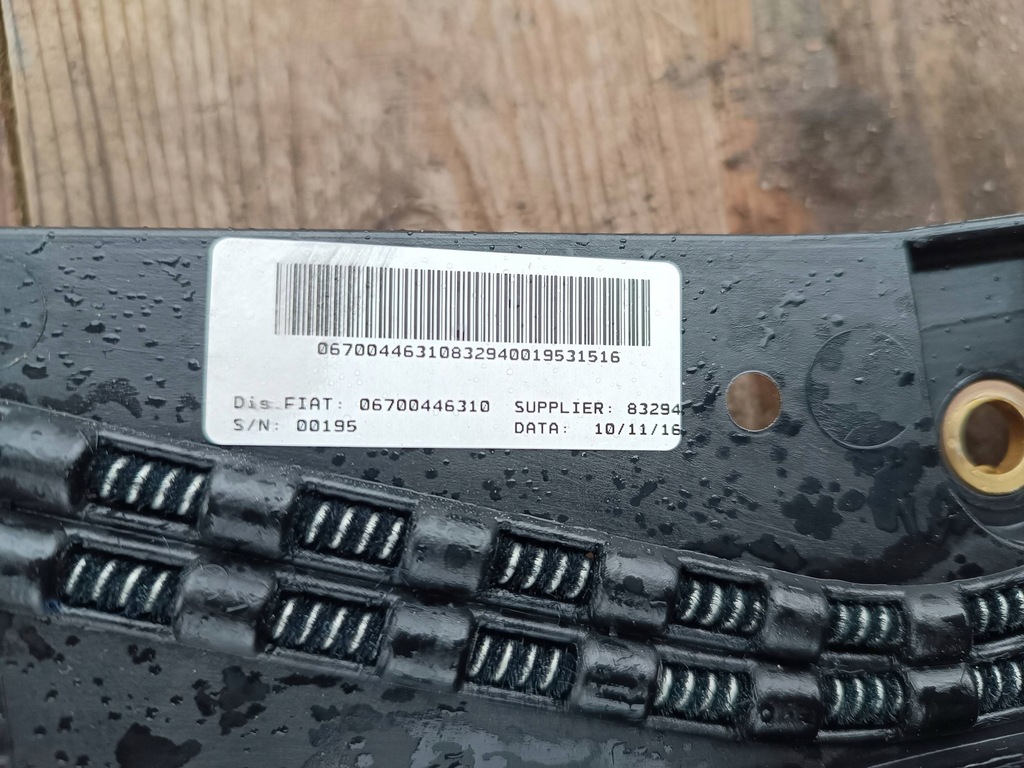 06700446310832940019531516
Dis.FIAT: 06700446310 SUPPLIER: 83294
S/N: 00195 DATA: 10/11/16